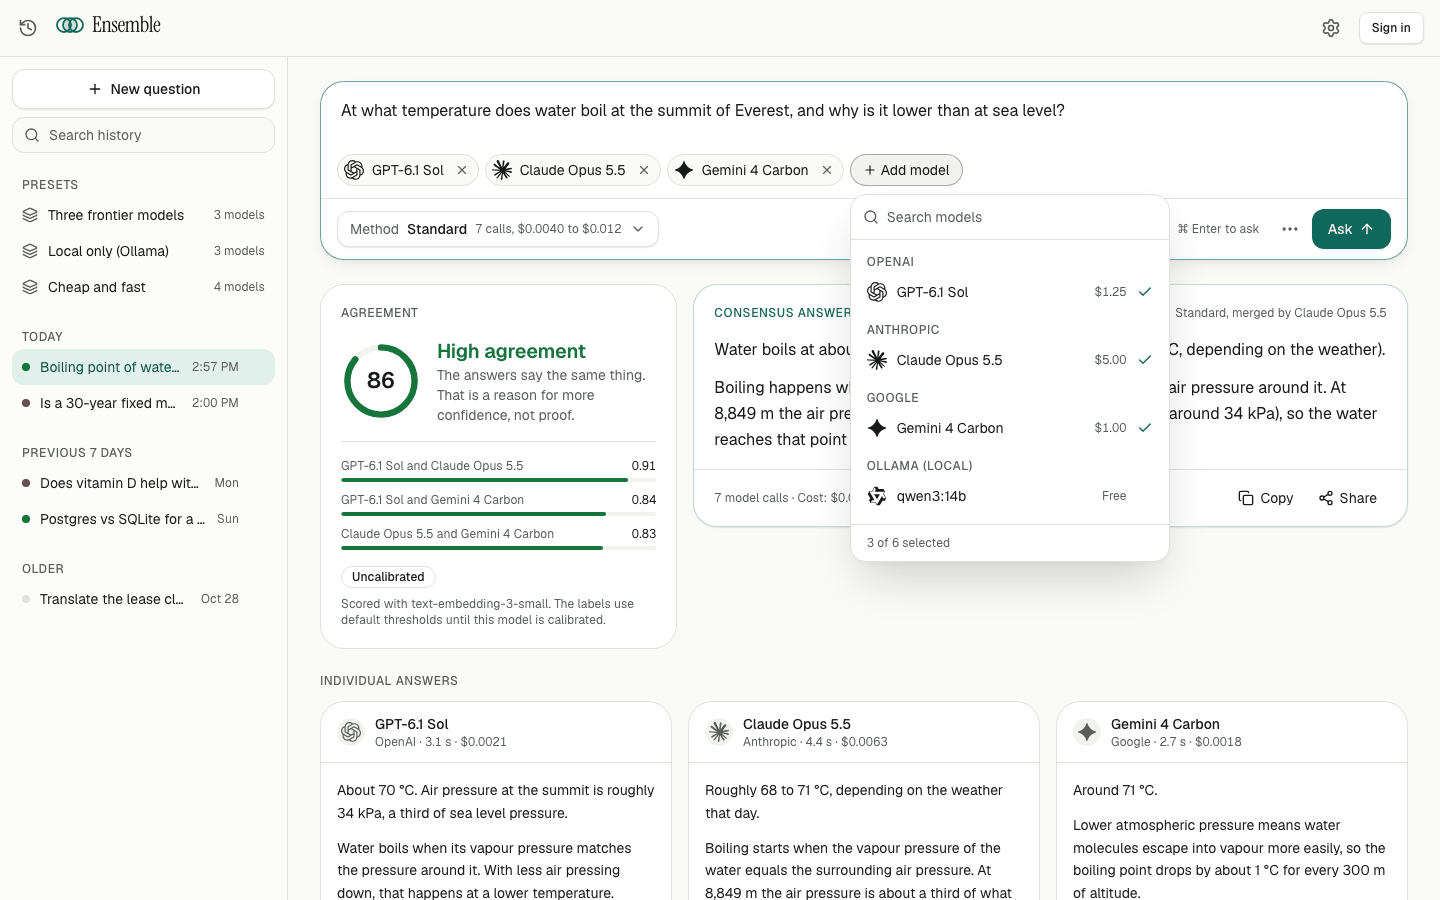 Ensemble
Sign in
New question
Search history
PRESETS
Three frontier models 3 models
Local only (Ollama) 3 models
Cheap and fast 4 models
TODAY
Boiling point of wate... 2:57 PM
Is a 30-year fixed m... 2:00 PM
PREVIOUS 7 DAYS
Does vitamin D help wit... Mon
Postgres vs SQLite for a ... Sun
OLDER
Translate the lease cl... Oct 28
At what temperature does water boil at the summit of Everest, and why is it lower than at sea level?
GPT-6.1 Sol × Claude Opus 5.5 × Gemini 4 Carbon × + Add model
Method Standard 7 calls, $0.0040 to $0.012
⌘ Enter to ask
Ask ↑
Search models
OPENAI
GPT-6.1 Sol $1.25
ANTHROPIC
Claude Opus 5.5 $5.00
GOOGLE
Gemini 4 Carbon $1.00
OLLAMA (LOCAL)
qwen3:14b Free
3 of 6 selected
AGREEMENT
86
High agreement
The answers say the same thing.
That is a reason for more
confidence, not proof.
GPT-6.1 Sol and Claude Opus 5.5 0.91
GPT-6.1 Sol and Gemini 4 Carbon 0.84
Claude Opus 5.5 and Gemini 4 Carbon 0.83
Uncalibrated
Scored with text-embedding-3-small. The labels use
default thresholds until this model is calibrated.
CONSENSUS ANSWER
Standard, merged by Claude Opus 5.5
Water boils at C, depending on the weather).
Boiling happens air pressure around it. At
8,849 m the air around 34 kPa), so the water
reaches that point
7 model calls · Cost:
Copy
Share
INDIVIDUAL ANSWERS
GPT-6.1 Sol
OpenAI · 3.1 s · $0.0021
About 70 °C. Air pressure at the summit is roughly
34 kPa, a third of sea level pressure.
Water boils when its vapour pressure matches
the pressure around it. With less air pressing
down, that happens at a lower temperature.
Claude Opus 5.5
Anthropic · 4.4 s · $0.0063
Roughly 68 to 71 °C, depending on the weather
that day.
Boiling starts when the vapour pressure of the
water equals the surrounding air pressure. At
8,849 m the air pressure is about a third of what
Gemini 4 Carbon
Google · 2.7 s · $0.0018
Around 71 °C.
Lower atmospheric pressure means water
molecules escape into vapour more easily, so the
boiling point drops by about 1 °C for every 300 m
of altitude.